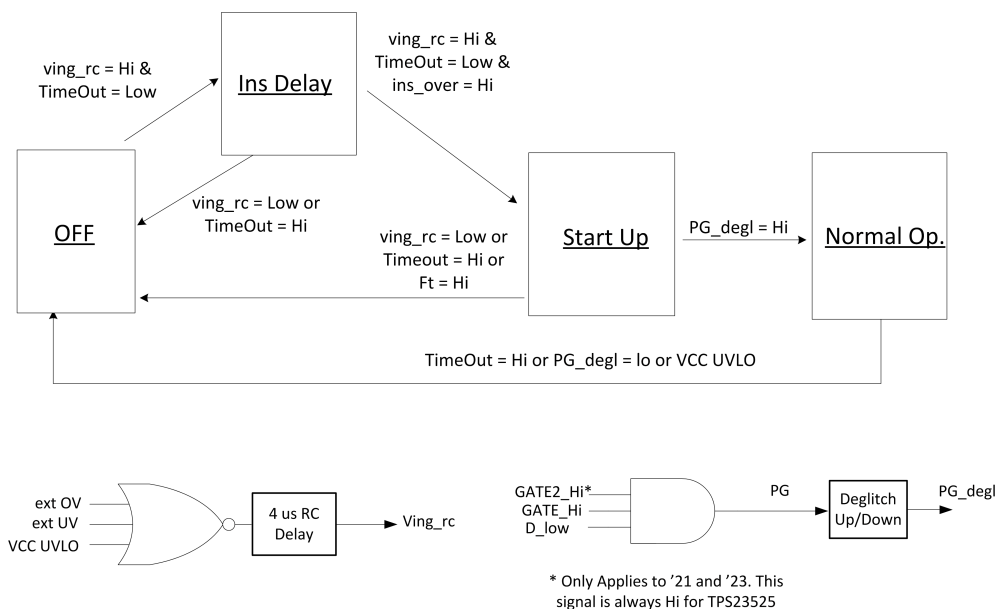 ving_rc = Hi &
TimeOut = Low
Ins Delay
ving_rc = Hi &
TimeOut = Low &
ins_over = Hi
OFF
ving_rc = Low or
TimeOut = Hi
ving_rc = Low or
Timeout = Hi or
Ft = Hi
Start Up
PG_degl = Hi
Normal Op.
TimeOut = Hi or PG_degl = lo or VCC UVLO
ext OV
ext UV
VCC UVLO
4 us RC
Delay
Ving_rc
GATE2_Hi*
GATE_Hi
D_low
PG
Deglitch
Up/Down
PG_degl
* Only Applies to ’21 and ’23. This
signal is always Hi for TPS23525